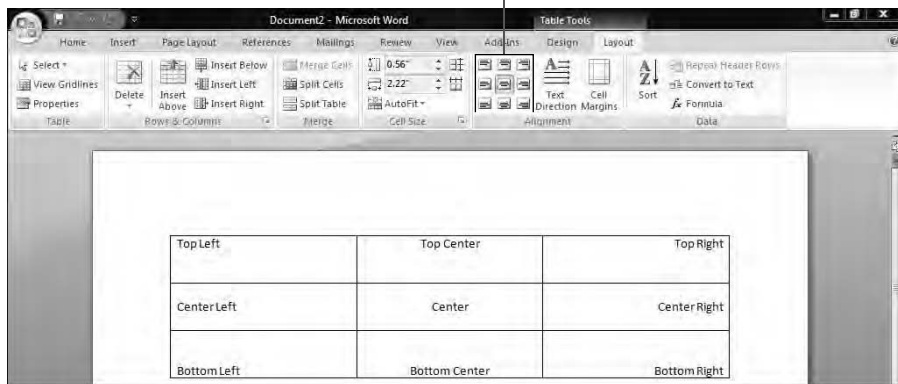 Document2 - Microsoft Word Table Tools
Home Insert Page Layout References Mailings Review View Add-Ins Design Layout
Select Insert Below Merge Cells 0.56" Repeat Header Rows
View Gridlines Insert Left Split Cells 2.22" Convert to Text
Properties Delete Insert Above Insert Right Split Table AutoFit Text Direction Cell Margins Sort Formula
Table Rows & Columns Merge Cell Size Alignment Data
Top Left Top Center Top Right
Center Left Center Center Right
Bottom Left Bottom Center Bottom Right